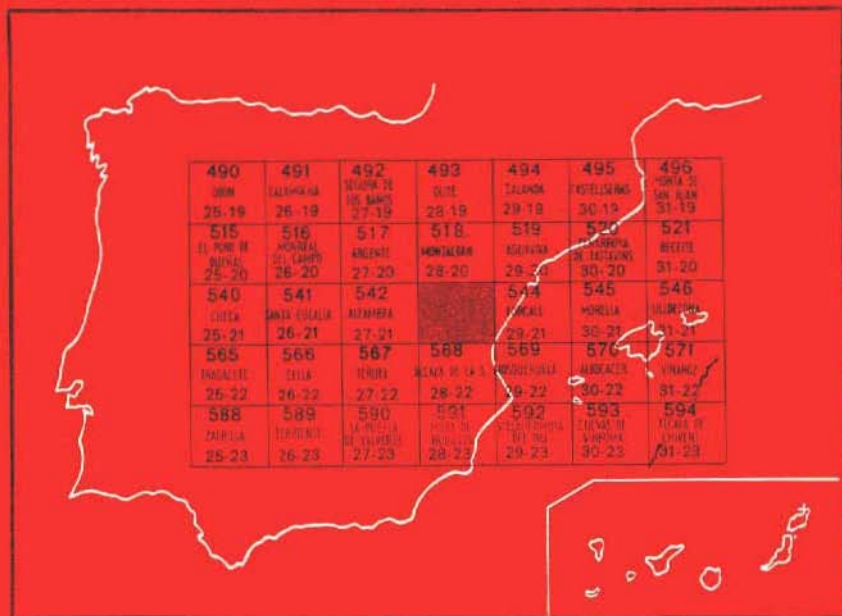 490 491 492 493 494 495 496
ODON CALAMOCHA SEGURA DE CALANDA CASTELLSERAS HORTA DE
LOS BAÑOS SAN JUAN
25-19 26-19 27-19 28-19 29-19 30-19 31-19
515 516 517 518 519 520 521
EL POBO DE MONREAL ARGENTE MONTALBAN AGUAVIVA PEÑARROYA BECEITE
DUEÑAS DEL CAMPO DE TASTAVINS
25-20 26-20 27-20 28-20 29-20 30-20 31-20
540 541 542 544 545 546
CHECA SANTA EULALIA ALFAMBRA FORCALL MORELLA ULLDECONA
25-21 26-21 27-21 29-21 30-21 31-21
565 566 567 568 569 570 571
TRAGACETE CELLA TERUEL ALCALA DE LA S. MOSQUERUELA ALBOCACER VINAROZ
25-22 26-22 27-22 28-22 29-22 30-22 31-22
588 589 590 591 592 593 594
ZAFRILLA TERRIENTE LA PUEBLA MORA DE VILLAFRANCA CUEVAS DE ALCALA DE
DE VALVERDE RUBIELOS DEL CID VINROMA CHIVERT
25-23 26-23 27-23 28-23 29-23 30-23 31-23